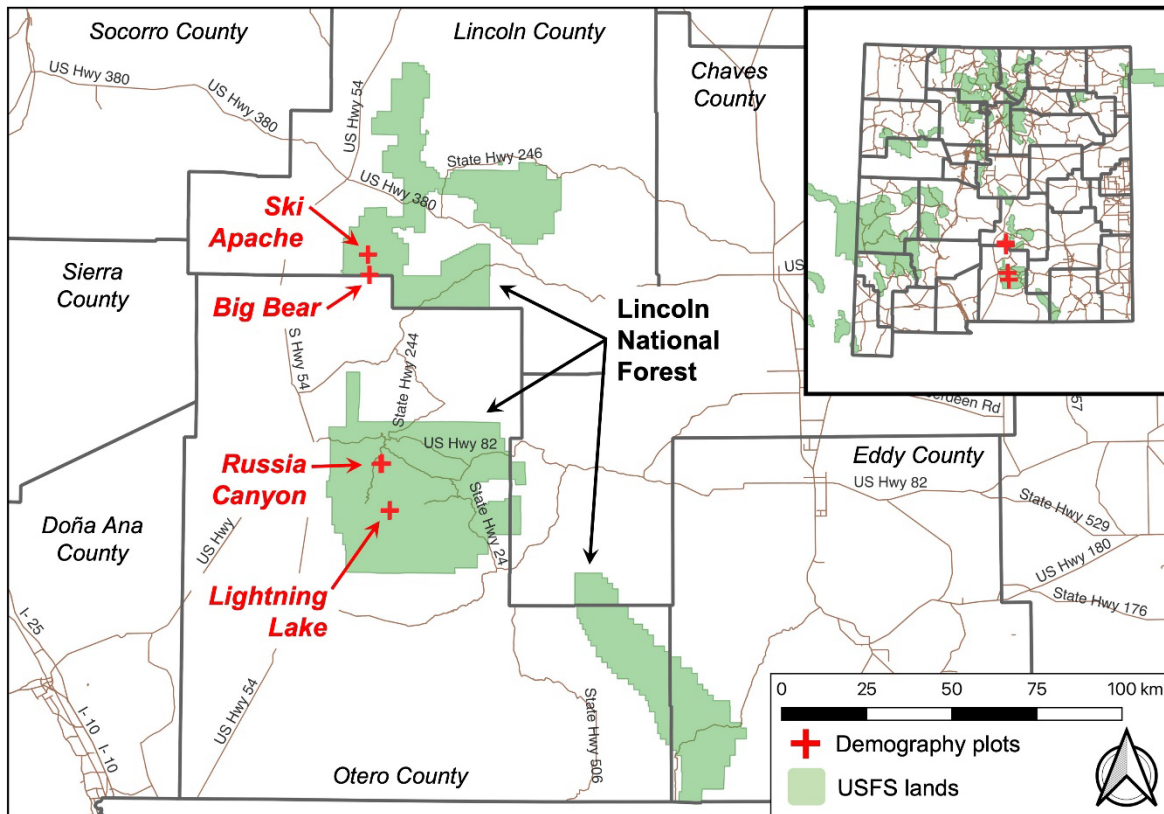 Socorro County
Lincoln County
Chaves
County
US Hwy 380
US Hwy 380
US Hwy 54
State Hwy 246
US Hwy 380
Ski
Apache
Big Bear
Sierra
County
US
Lincoln
National
Forest
S Hwy 54
State Hwy 244
US Hwy 82
Russia
Canyon
Doña Ana
County
US Hwy
State Hwy 24
Lightning
Lake
Eddy County
US Hwy 82
State Hwy 529
US Hwy 180
State Hwy 176
erdeen Rd
57
I- 25
I- 10
I- 10
US Hwy 54
State Hwy 506
Otero County
0 25 50 75 100 km
Demography plots
USFS lands